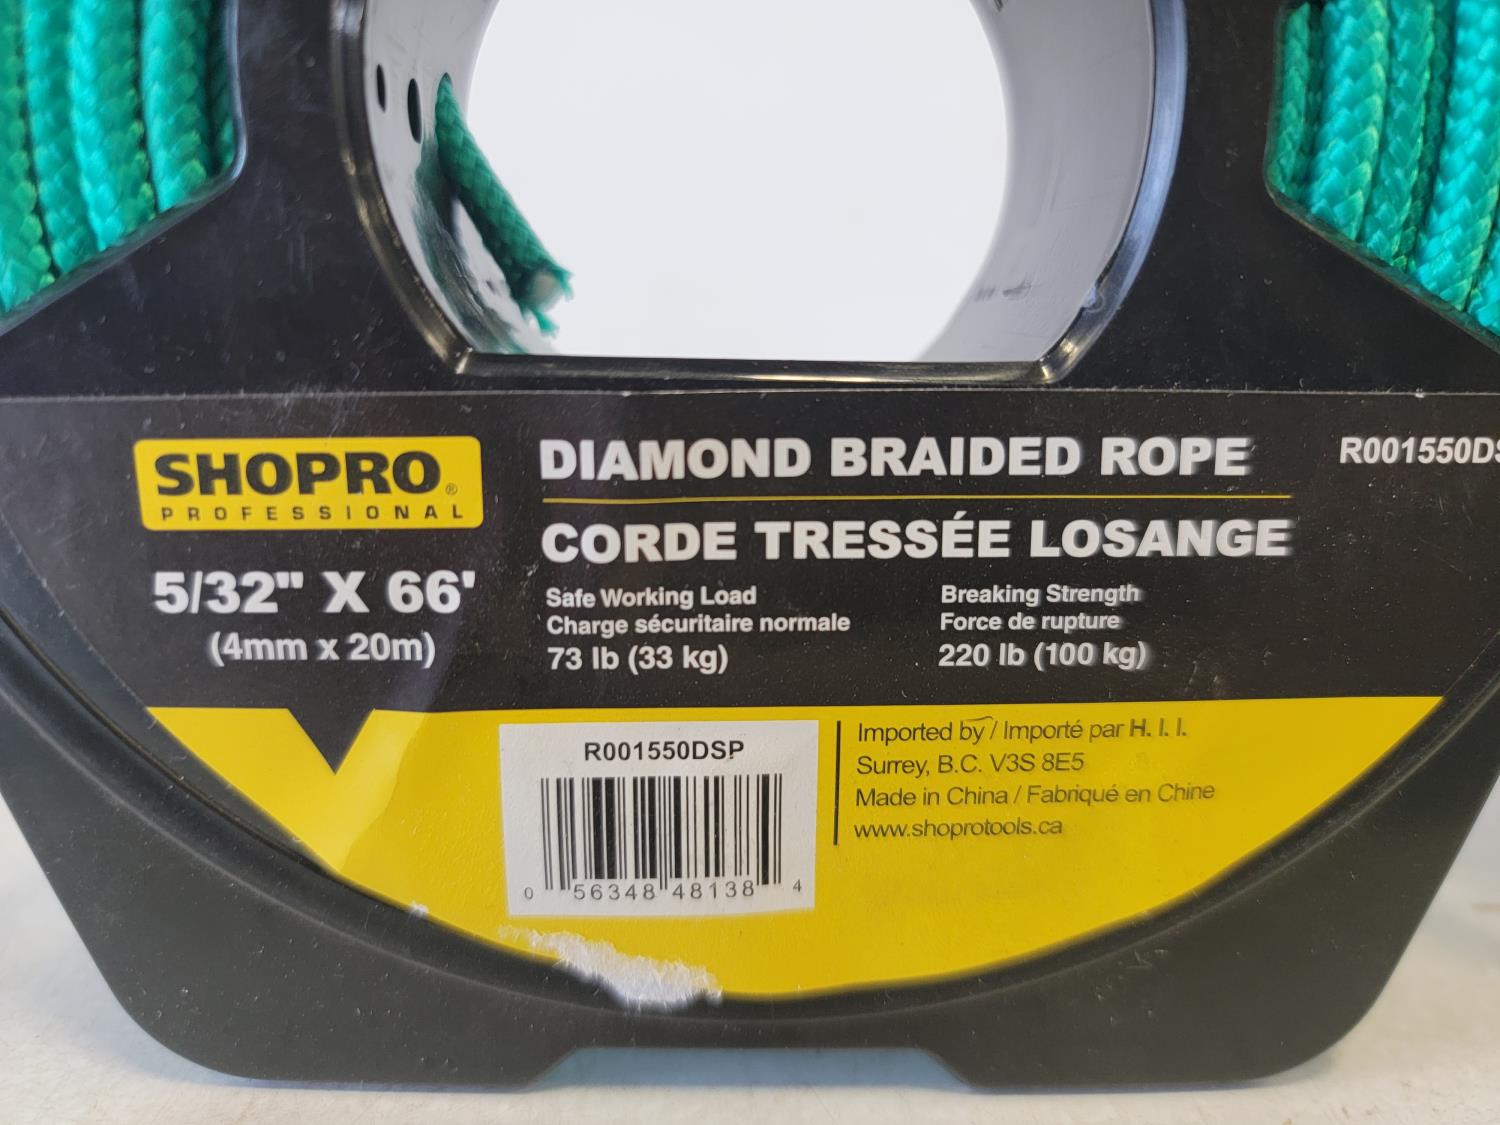 SHOPRO®
PROFESSIONAL
5/32" X 66'
(4mm x 20m)
DIAMOND BRAIDED ROPE
CORDE TRESSÉE LOSANGE
Safe Working Load
Charge sécuritaire normale
73 lb (33 kg)
Breaking Strength
Force de rupture
220 lb (100 kg)
R001550DS
R001550DSP
0 56348 48138 4
Imported by / Importé par H. I. I.
Surrey, B.C. V3S 8E5
Made in China / Fabriqué en Chine
www.shoprotools.ca